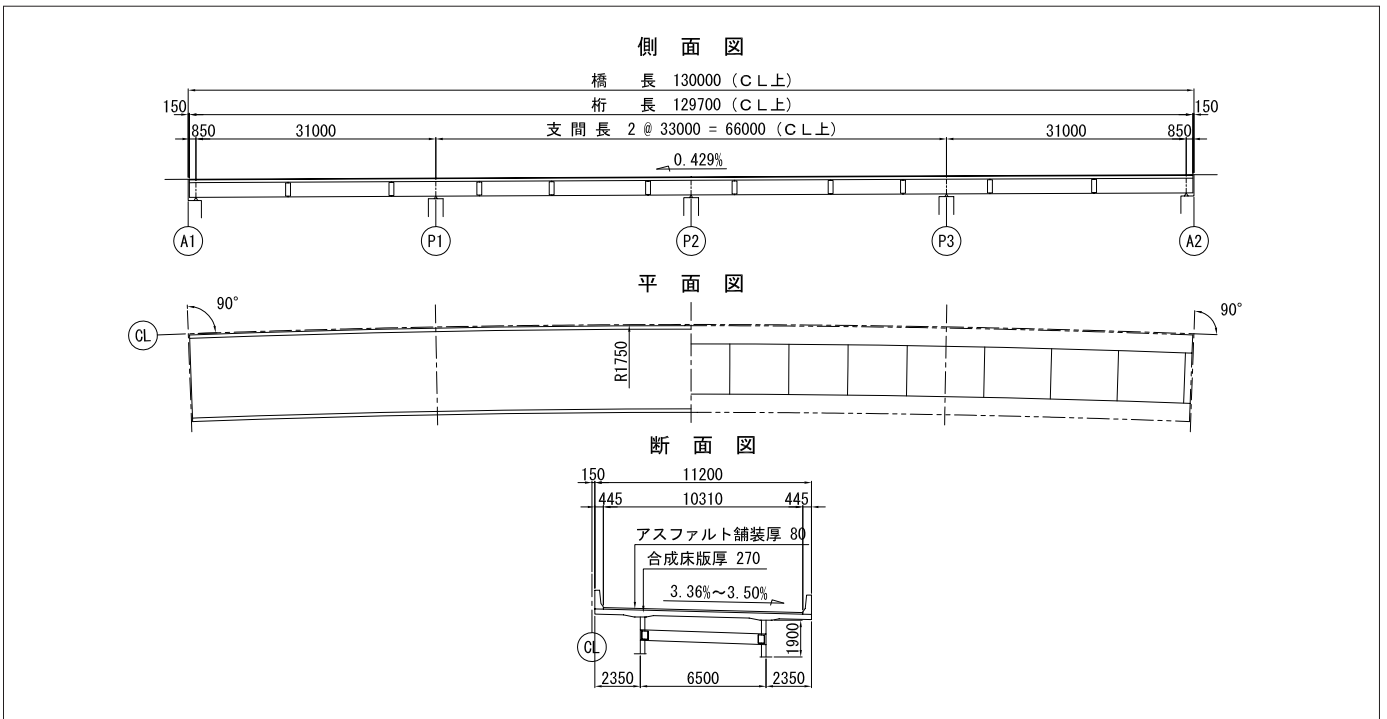 側 面 図
橋 長 130000 (CL上)
150 桁 長 129700 (CL上) 150
850 31000 支間長 2 @ 33000 = 66000 (CL上) 31000 850
0.429%
A1 P1 P2 P3 A2
平 面 図
90° 90°
CL
R1750
断 面 図
150 11200
445 10310 445
アスファルト舗装厚 80
合成床版厚 270
3.36%～3.50%
1900
CL
2350 6500 2350